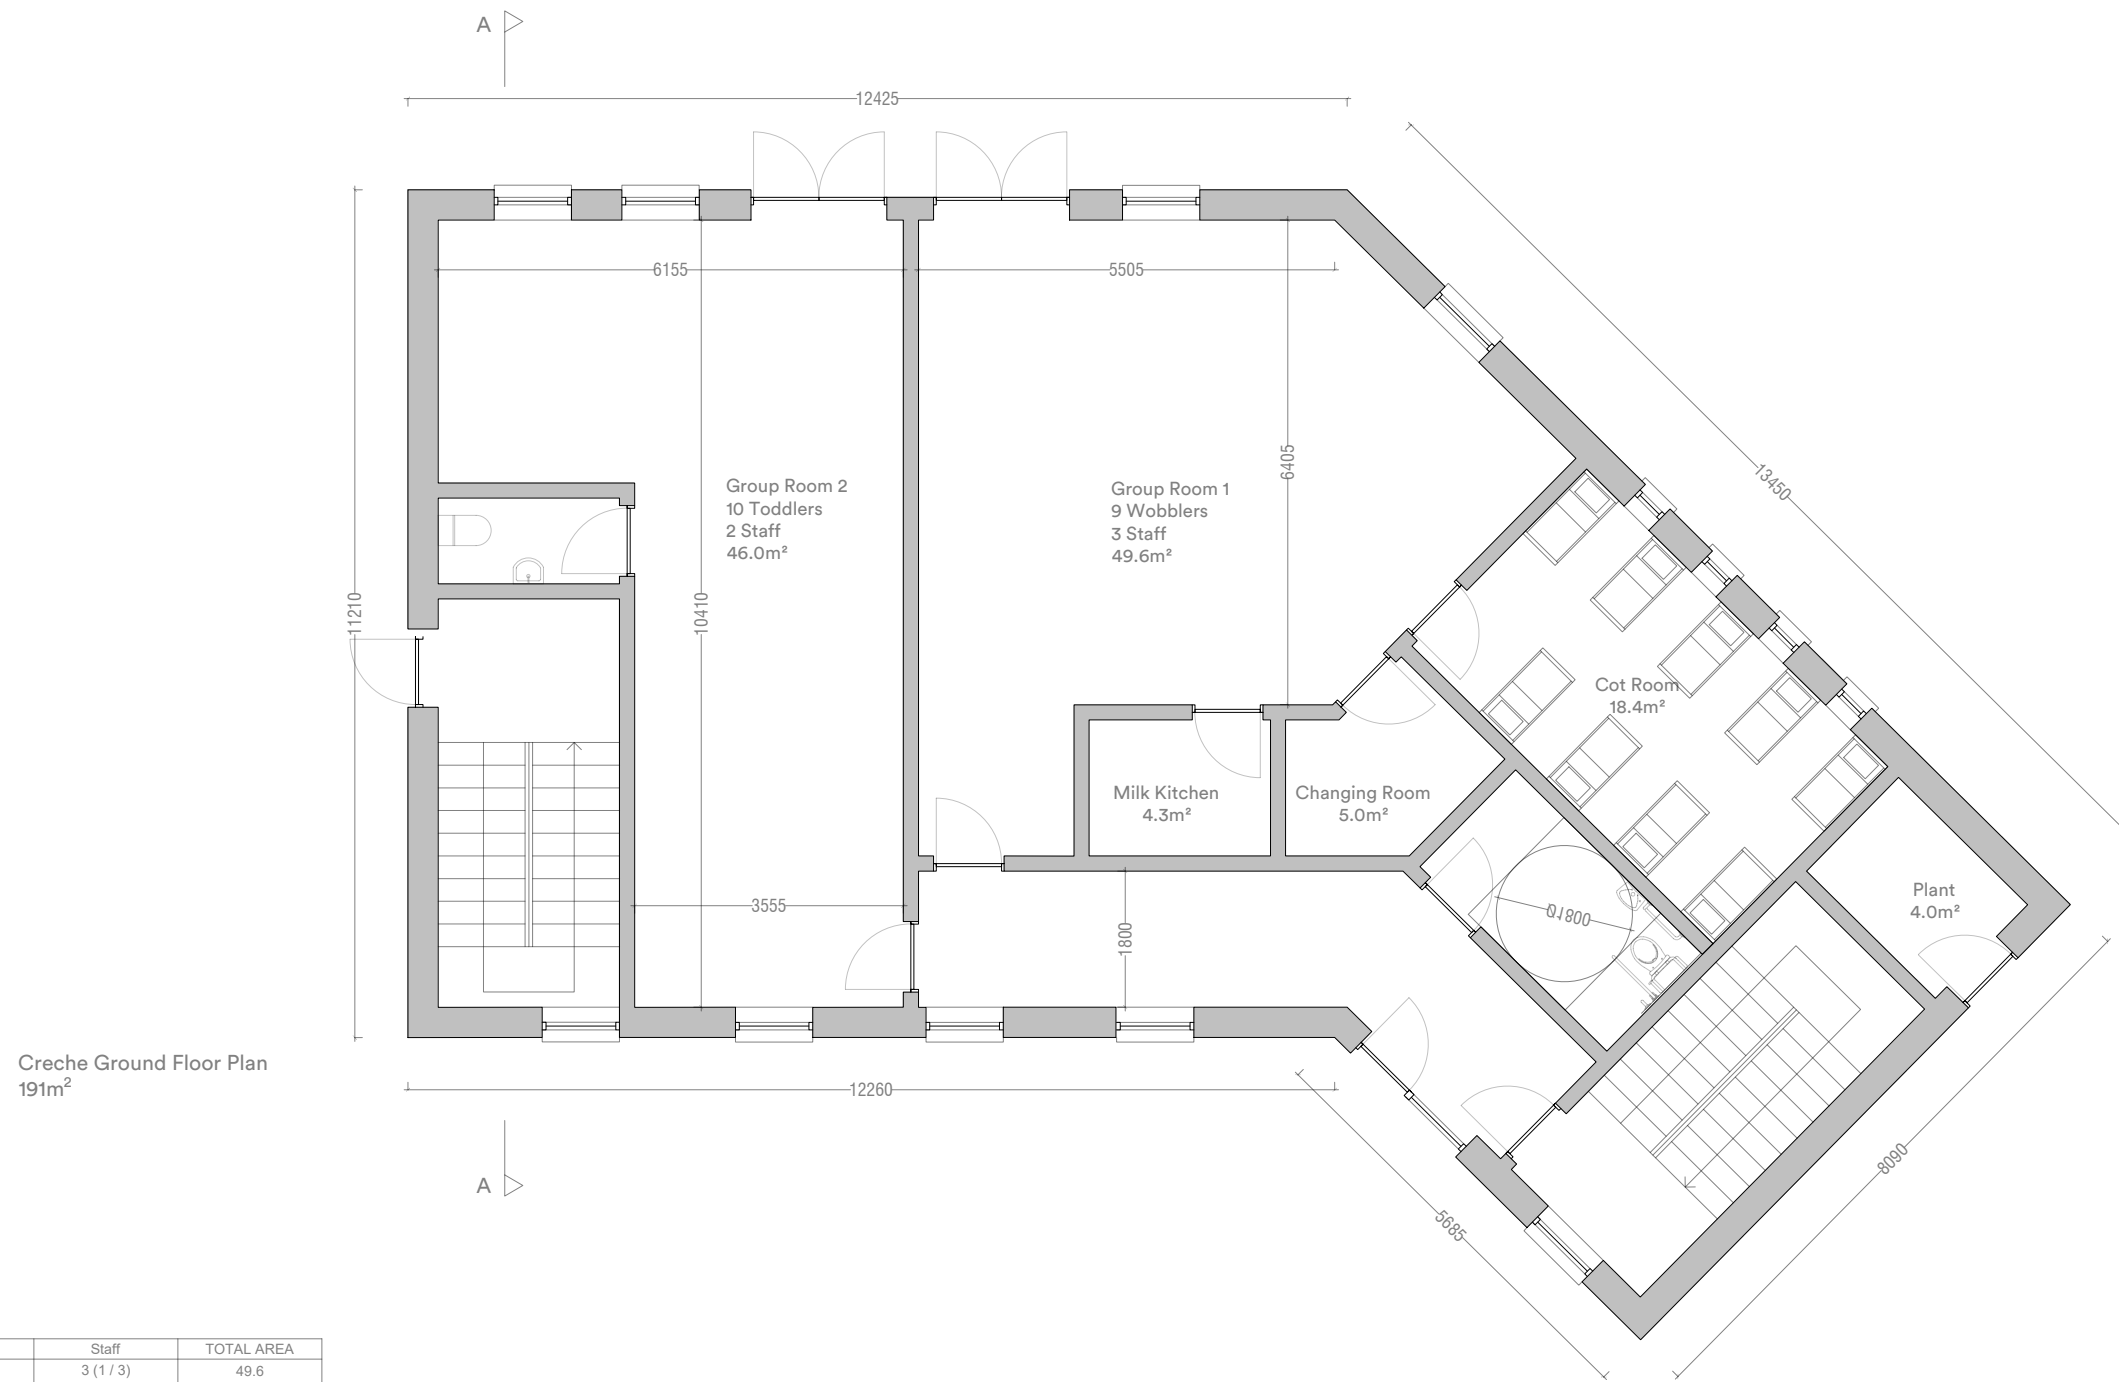 A
12425
6155
5505
13450
6405
Group Room 2
10 Toddlers
2 Staff
46.0m²
Group Room 1
9 Wobblers
3 Staff
49.6m²
11210
10410
Cot Room
18.4m²
Milk Kitchen
4.3m²
Changing Room
5.0m²
3555
1800
Ø1800
Plant
4.0m²
Creche Ground Floor Plan
191m²
12260
8090
5685
A
Staff TOTAL AREA
3 (1 / 3) 49.6